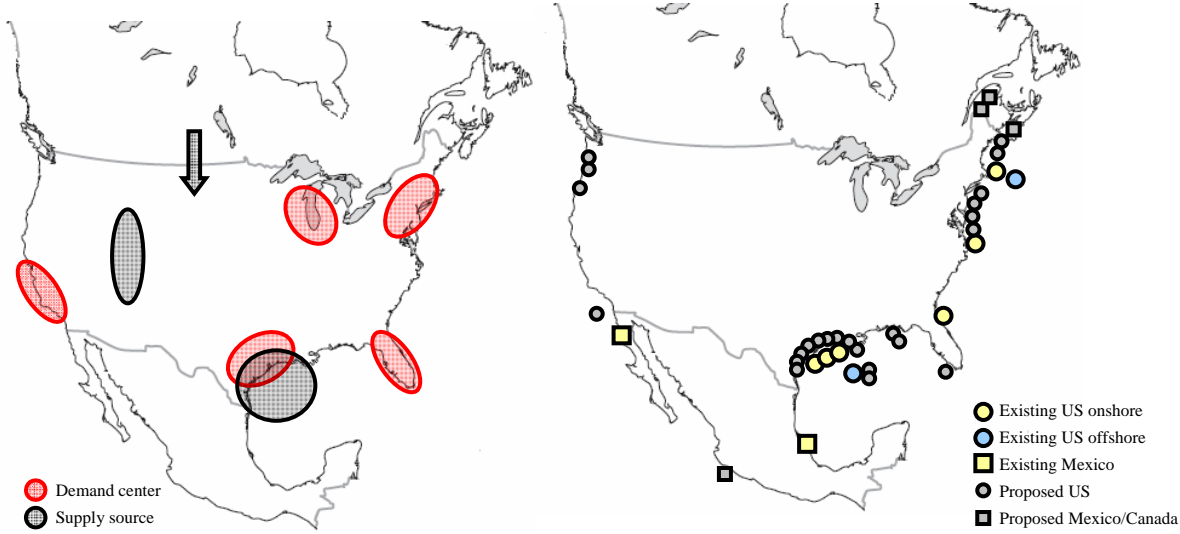 Demand center
Supply source
Existing US onshore
Existing US offshore
Existing Mexico
Proposed US
Proposed Mexico/Canada